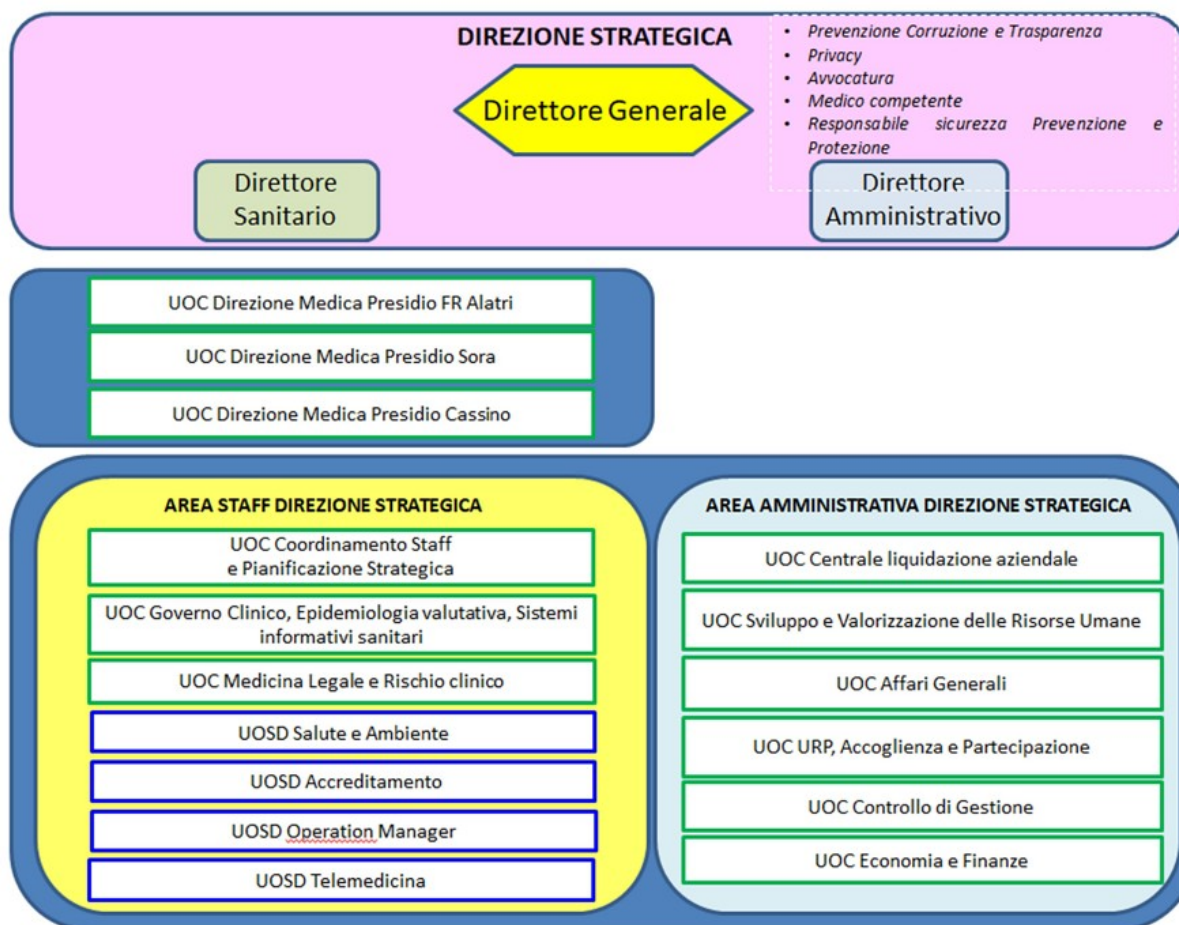 DIREZIONE STRATEGICA
Direttore Generale
• Prevenzione Corruzione e Trasparenza
• Privacy
• Avvocatura
• Medico competente
• Responsabile sicurezza Prevenzione e
Protezione
Direttore
Sanitario
Direttore
Amministrativo
UOC Direzione Medica Presidio FR Alatri
UOC Direzione Medica Presidio Sora
UOC Direzione Medica Presidio Cassino
AREA STAFF DIREZIONE STRATEGICA
UOC Coordinamento Staff
e Pianificazione Strategica
UOC Governo Clinico, Epidemiologia valutativa, Sistemi
informativi sanitari
UOC Medicina Legale e Rischio clinico
UOSD Salute e Ambiente
UOSD Accreditamento
UOSD Operation Manager
UOSD Telemedicina
AREA AMMINISTRATIVA DIREZIONE STRATEGICA
UOC Centrale liquidazione aziendale
UOC Sviluppo e Valorizzazione delle Risorse Umane
UOC Affari Generali
UOC URP, Accoglienza e Partecipazione
UOC Controllo di Gestione
UOC Economia e Finanze